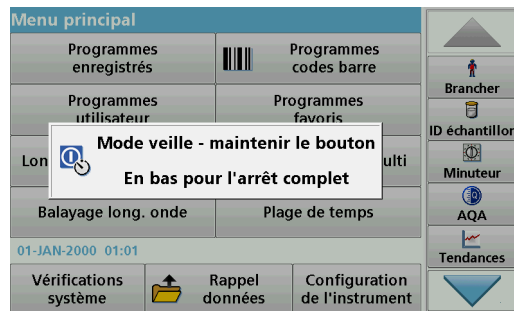 Menu principal
Programmes
enregistrés
Programmes
codes barre
Programmes
utilisateur
Programmes
favoris
Mode veille - maintenir le bouton
En bas pour l'arrêt complet
Lon
ulti
Balayage long. onde
Plage de temps
01-JAN-2000 01:01
Vérifications
système
Rappel
données
Configuration
de l'instrument
Brancher
ID échantillon
Minuteur
AQA
Tendances